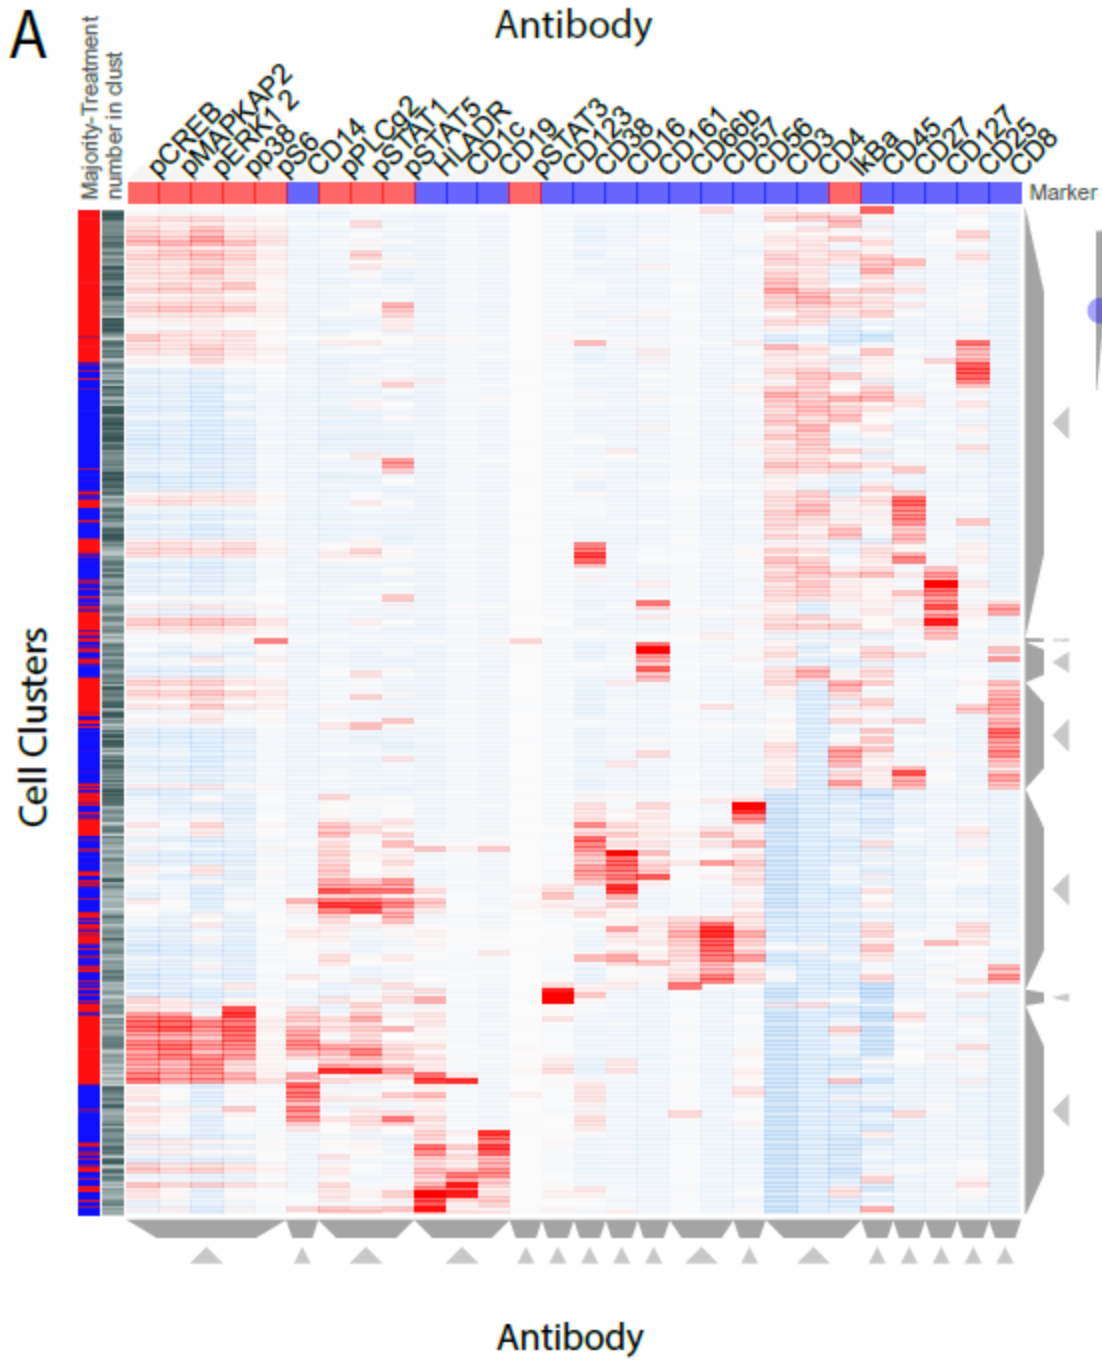 A
Antibody
Majority-Treatment
number in clust
pCREB
pMAPKAP2
pERK1 2
pp38
pS6
CD14
pPLCg2
pSTAT1
pSTAT5
HLADR
CD1c
CD19
pSTAT3
CD123
CD38
CD16
CD161
CD66b
CD57
CD56
CD3
CD4
IkBa
CD45
CD27
CD127
CD25
CD8
Marker
Cell Clusters
Antibody